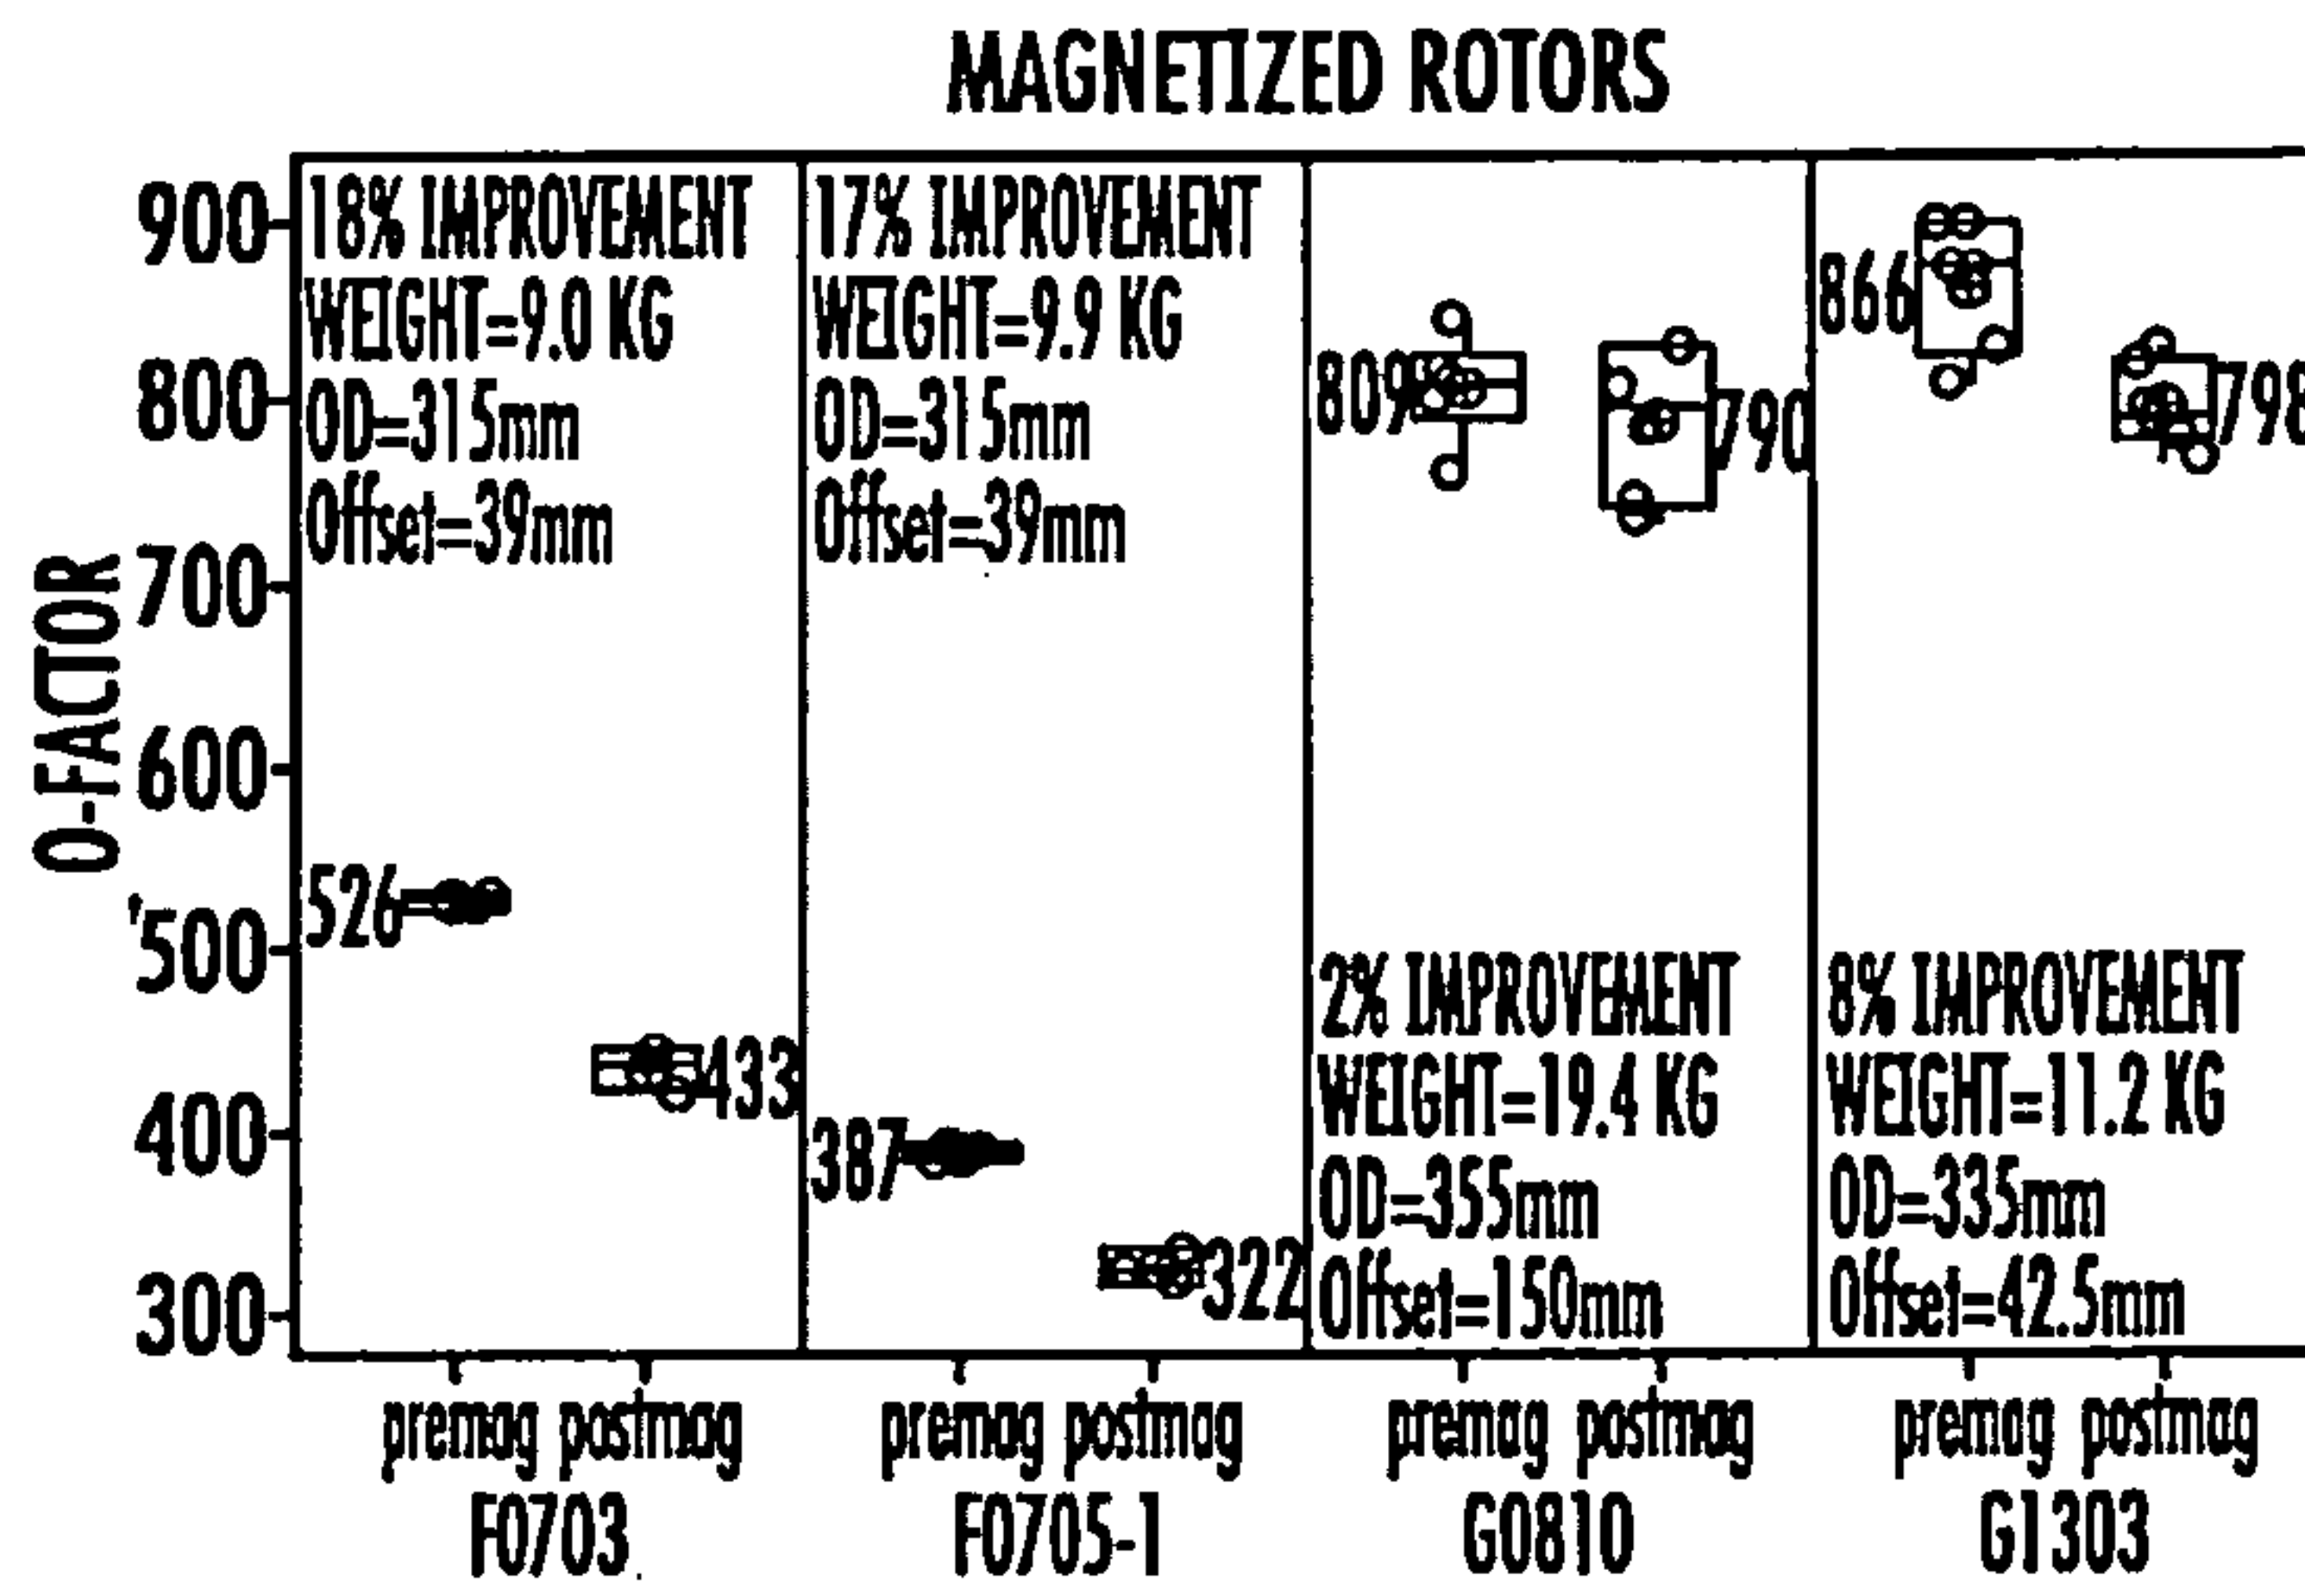 MAGNETIZED ROTORS
O-FACTOR
900
800
700
600
500
400
300
18% IMPROVEMENT
WEIGHT=9.0 KG
OD=315mm
Offset=39mm
526
433
17% IMPROVEMENT
WEIGHT=9.9 KG
OD=315mm
Offset=39mm
387
322
809
790
2% IMPROVEMENT
WEIGHT=19.4 KG
OD=355mm
Offset=150mm
866
798
8% IMPROVEMENT
WEIGHT=11.2 KG
OD=335mm
Offset=42.5mm
premag postmag premag postmag premag postmag premag postmag
F0703 F0705-1 G0810 G1303